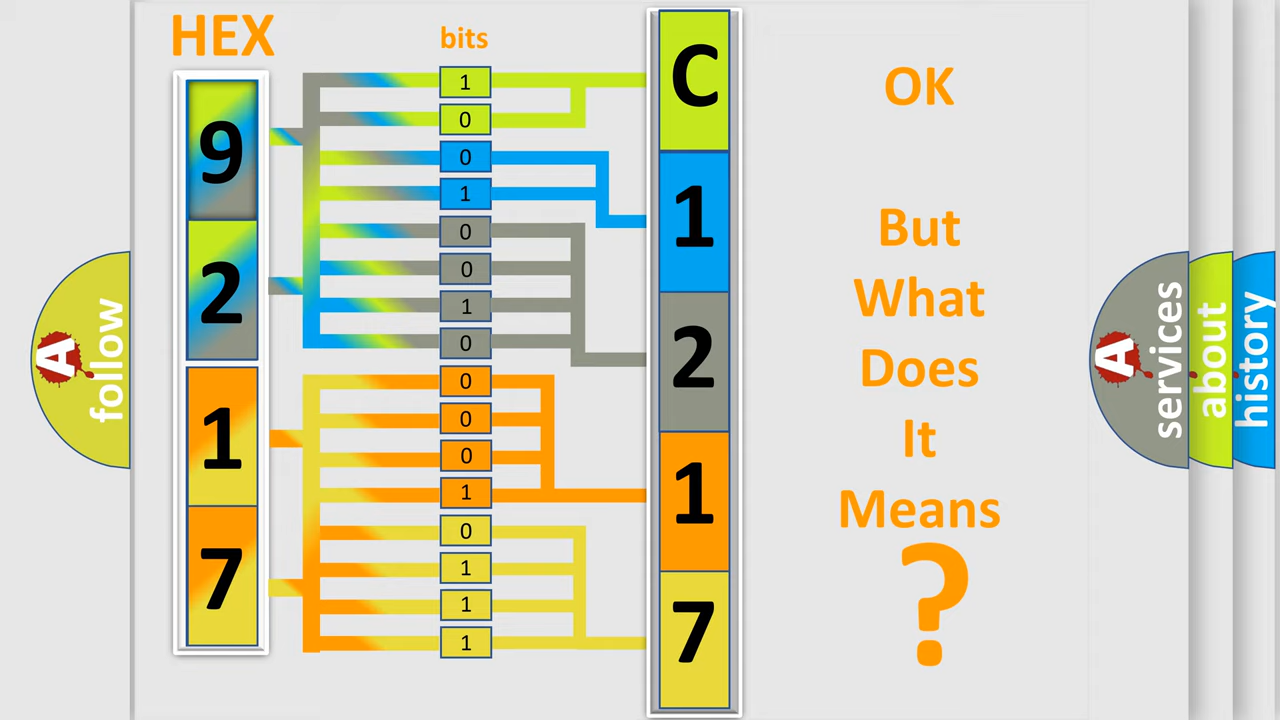 HEX
bits
9
2
1
7
1
0
0
1
0
0
1
0
0
0
0
1
0
1
1
1
C
1
2
1
7
OK
But
What
Does
It
Means
?
A
follow
A
services
about
history